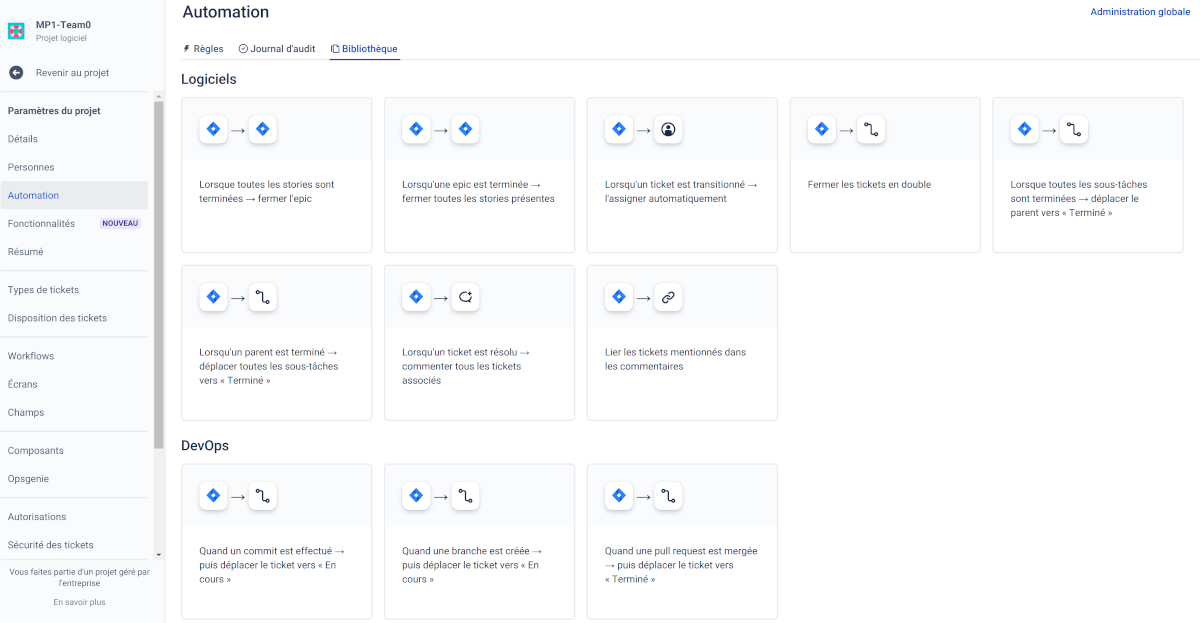 MP1-Team0
Projet logiciel
Revenir au projet
Paramètres du projet
Détails
Personnes
Automation
Fonctionnalités NOUVEAU
Résumé
Types de tickets
Disposition des tickets
Workflows
Écrans
Champs
Composants
Opsgenie
Autorisations
Sécurité des tickets
Vous faites partie d'un projet géré par
l'entreprise
En savoir plus
Automation
Administration globale
Règles Journal d'audit Bibliothèque
Logiciels
Lorsque toutes les stories sont
terminées → fermer l'epic
Lorsqu'une epic est terminée →
fermer toutes les stories présentes
Lorsqu'un ticket est transitionné →
l'assigner automatiquement
Fermer les tickets en double
Lorsque toutes les sous-tâches
sont terminées → déplacer le
parent vers « Terminé »
Lorsqu'un parent est terminé →
déplacer toutes les sous-tâches
vers « Terminé »
Lorsqu'un ticket est résolu →
commenter tous les tickets
associés
Lier les tickets mentionnés dans
les commentaires
DevOps
Quand un commit est effectué →
puis déplacer le ticket vers « En
cours »
Quand une branche est créée →
puis déplacer le ticket vers « En
cours »
Quand une pull request est mergée
→ puis déplacer le ticket vers
« Terminé »